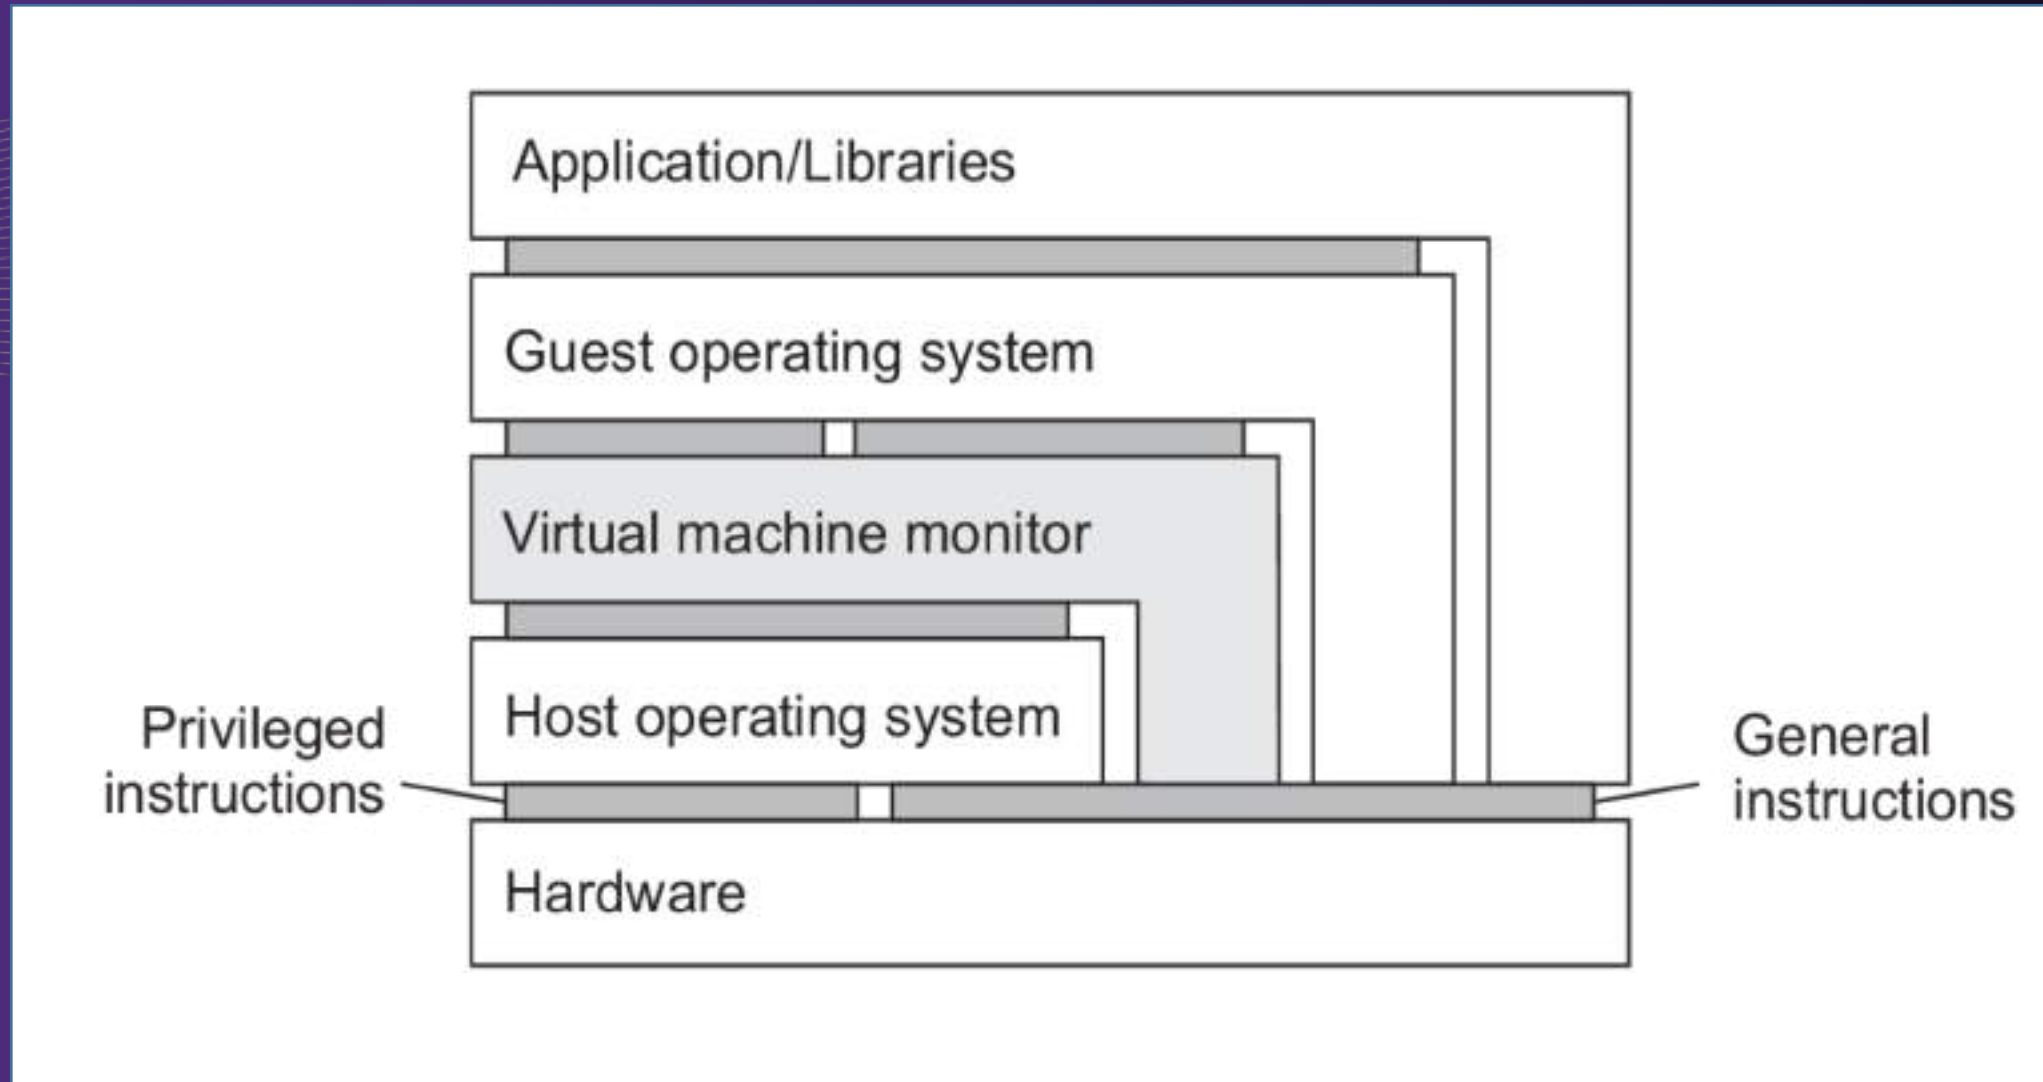 Application/Libraries
Guest operating system
Virtual machine monitor
Host operating system
Privileged
instructions
General
instructions
Hardware